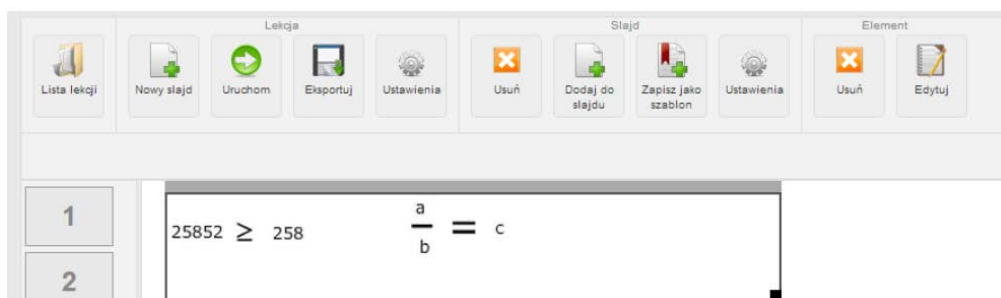 Lekcja Slajd Element
Lista lekcji Nowy slajd Uruchom Eksportuj Ustawienia Usuń Dodaj do slajdu Zapisz jako szablon Ustawienia Usuń Edytuj
1
25852 ≥ 258
a
b
= c
2